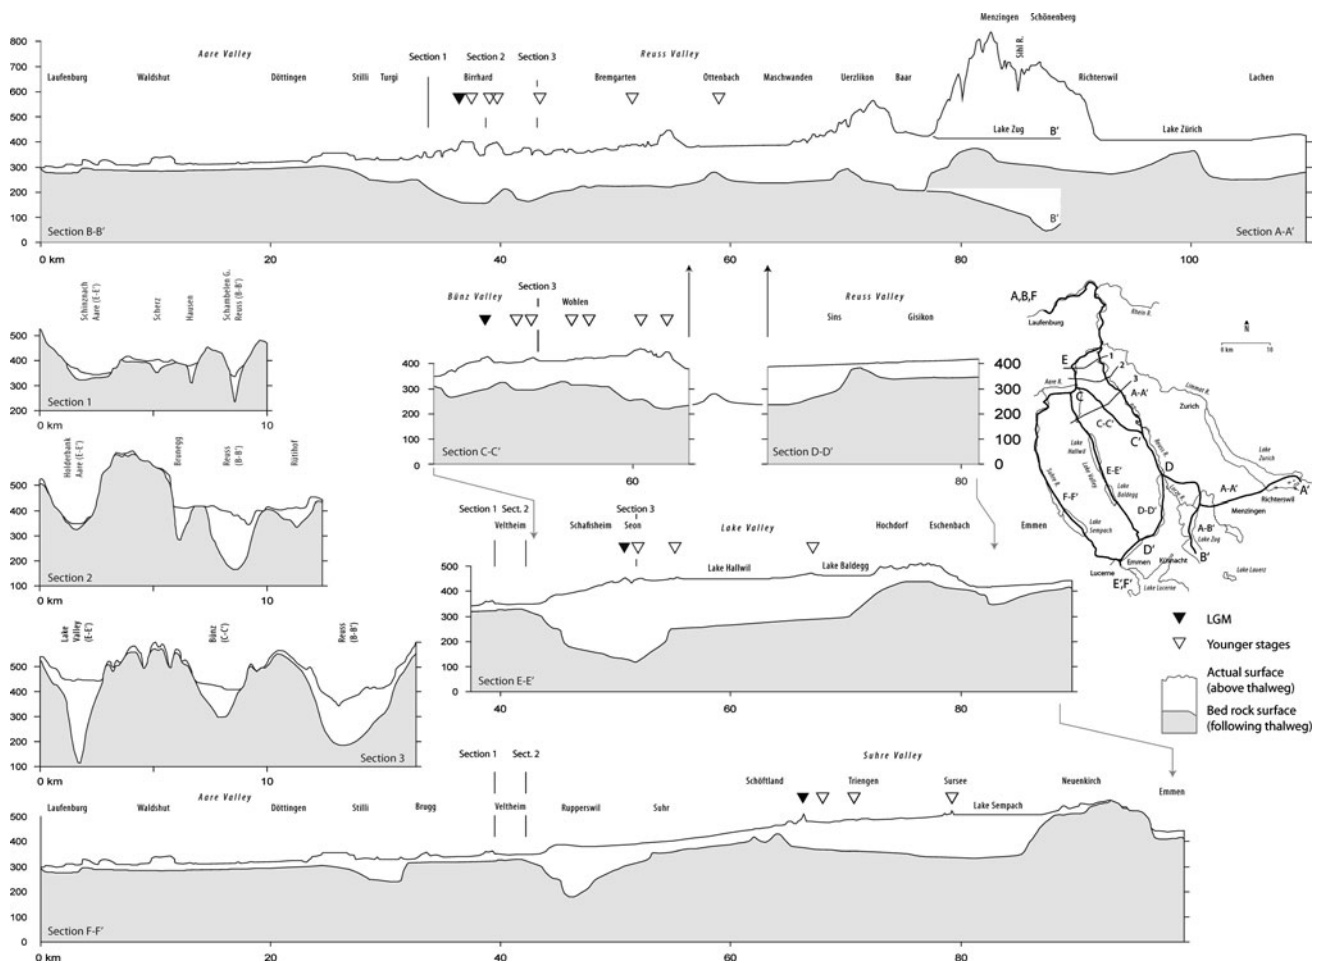 Menzingen Schönenberg
Aare Valley Section 1 Section 2 Section 3 Reuss Valley Sihl R.
Laufenburg Waldshut Döttingen Stilli Turgi Birrhard Bremgarten Ottenbach Maschwanden Uerzlikon Baar Richterswil Lachen
800
700
600
500
400
300
200
100
0
Lake Zug B' Lake Zürich
B'
Section B-B' Section A-A'
0 km 20 40 60 80 100
Schinznach
Aare (E-E')
Scherz
Hausen
Schambelen G.
Reuss (B-B')
500
400
300
200
Section 1
0 km 10
Holderbank
Aare (E-E')
Brunegg
Reuss
(B-B')
Rütihof
500
400
300
200
100
Section 2
0 km 10
Lake
Valley
(E-E')
Bünz
(C-C')
Reuss
(B-B')
500
400
300
200
100
Section 3
0 km 10
Bünz Valley Section 3 Wohlen
400
300
200
100
0
Section C-C'
60
Reuss Valley
Sins Gisikon
400
300
200
100
0
Section D-D'
80
Section 1 Sect. 2 Section 3
Veltheim Schafisheim Seon Lake Valley Hochdorf Eschenbach Emmen
500
400
300
200
100
0
Lake Hallwil Lake Baldegg
Section E-E'
40 60 80
A,B,F
Laufenburg
Rhein R.
N
6 km 10
E 1
2
3
Aare R.
C
A-A'
Limmat R.
Zurich
C-C'
C'
Reuss R.
Lake
Hallwil
Lake
Zurich
E-E'
Lake Valley
Lake
Baldegg
D
Lorze R.
A-A'
A'
Richterswil
Menzingen
Suhre R.
F-F'
D-D'
A-B'
Lake
Sempach
Lake Zug
D'
B'
Emmen
Küssnacht
Lucerne
E',F'
Lake Lucerne
Lake Lauerz
LGM
Younger stages
Actual surface
(above thalweg)
Bed rock surface
(following thalweg)
Section 1 Sect. 2 Suhre Valley
Aare Valley Schöftland Triengen Sursee Neuenkirch
Laufenburg Waldshut Döttingen Stilli Brugg Veltheim Rupperswil Suhr Lake Sempach Emmen
500
400
300
200
100
0
Section F-F'
0 km 20 40 60 80